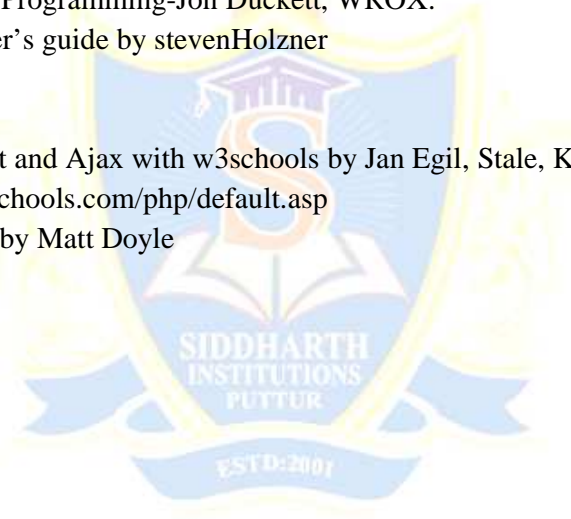 Programming-Jon Duckett, WROX.
er's guide by stevenHolzner
t and Ajax with w3schools by Jan Egil, Stale, K
chools.com/php/default.asp
by Matt Doyle
S
SIDDHARTH
INSTITUTIONS
PUTTUR
ESTD:2001